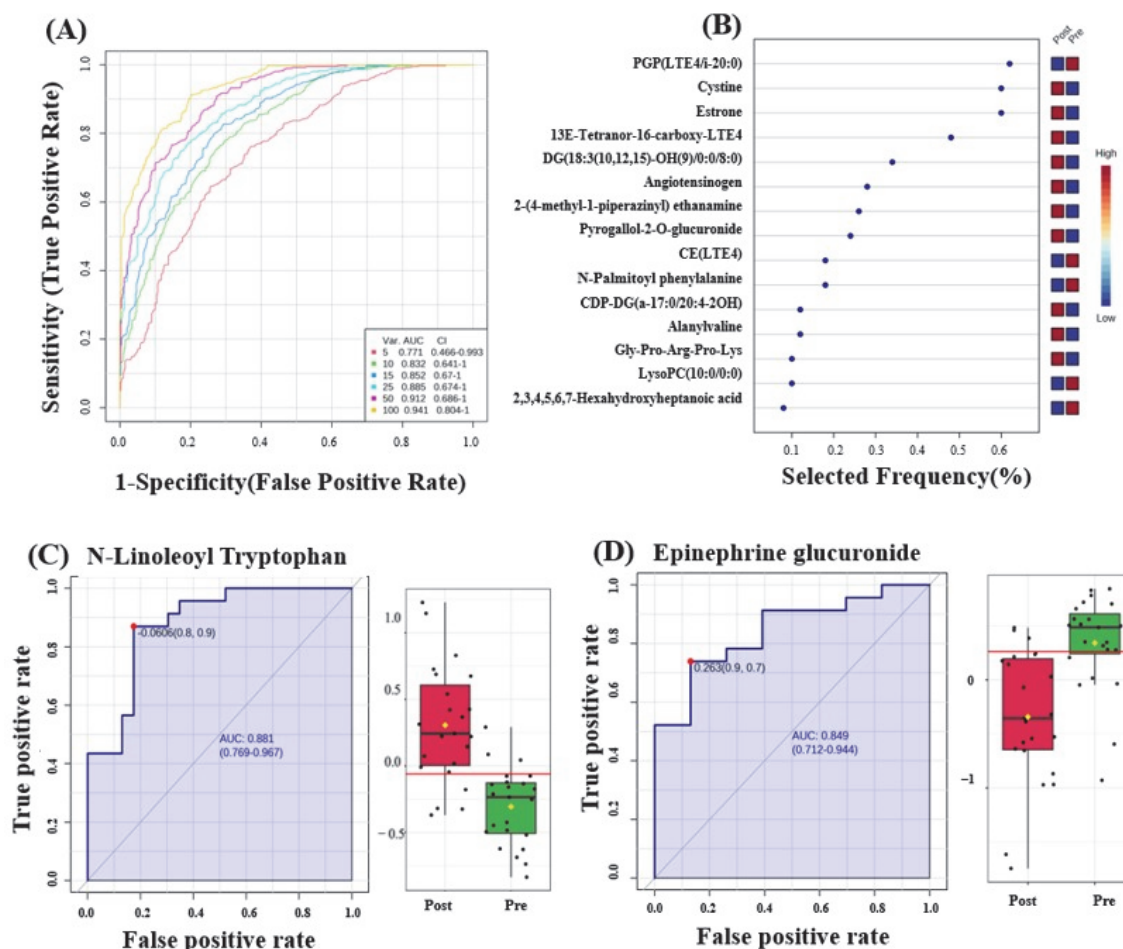 (A)
Sensitivity (True Positive Rate)
1.0
0.8
0.6
0.4
0.2
0.0
Var. AUC CI
5 0.771 0.466-0.993
10 0.832 0.641-1
15 0.852 0.67-1
25 0.885 0.674-1
50 0.912 0.686-1
100 0.941 0.804-1
0.0 0.2 0.4 0.6 0.8 1.0
1-Specificity(False Positive Rate)
(B)
Post Pre
PGP(LTE4/i-20:0)
Cystine
Estrone
13E-Tetranor-16-carboxy-LTE4
DG(18:3(10,12,15)-OH(9)/0:0/8:0)
Angiotensinogen
2-(4-methyl-1-piperazinyl) ethanamine
Pyrogallol-2-O-glucuronide
CE(LTE4)
N-Palmitoyl phenylalanine
CDP-DG(a-17:0/20:4-2OH)
Alanylvaline
Gly-Pro-Arg-Pro-Lys
LysoPC(10:0/0:0)
2,3,4,5,6,7-Hexahydroxyheptanoic acid
High
Low
0.1 0.2 0.3 0.4 0.5 0.6
Selected Frequency(%)
(C) N-Linoleoyl Tryptophan
True positive rate
1.0
0.8
0.6
0.4
0.2
0.0
-0.0606(0.8, 0.9)
AUC: 0.881
(0.769-0.967)
0.0 0.2 0.4 0.6 0.8 1.0
False positive rate
1.0
0.5
0.0
-0.5
Post Pre
(D) Epinephrine glucuronide
True positive rate
1.0
0.8
0.6
0.4
0.2
0.0
0.263(0.9, 0.7)
AUC: 0.849
(0.712-0.944)
0.0 0.2 0.4 0.6 0.8 1.0
False positive rate
0
-1
Post Pre